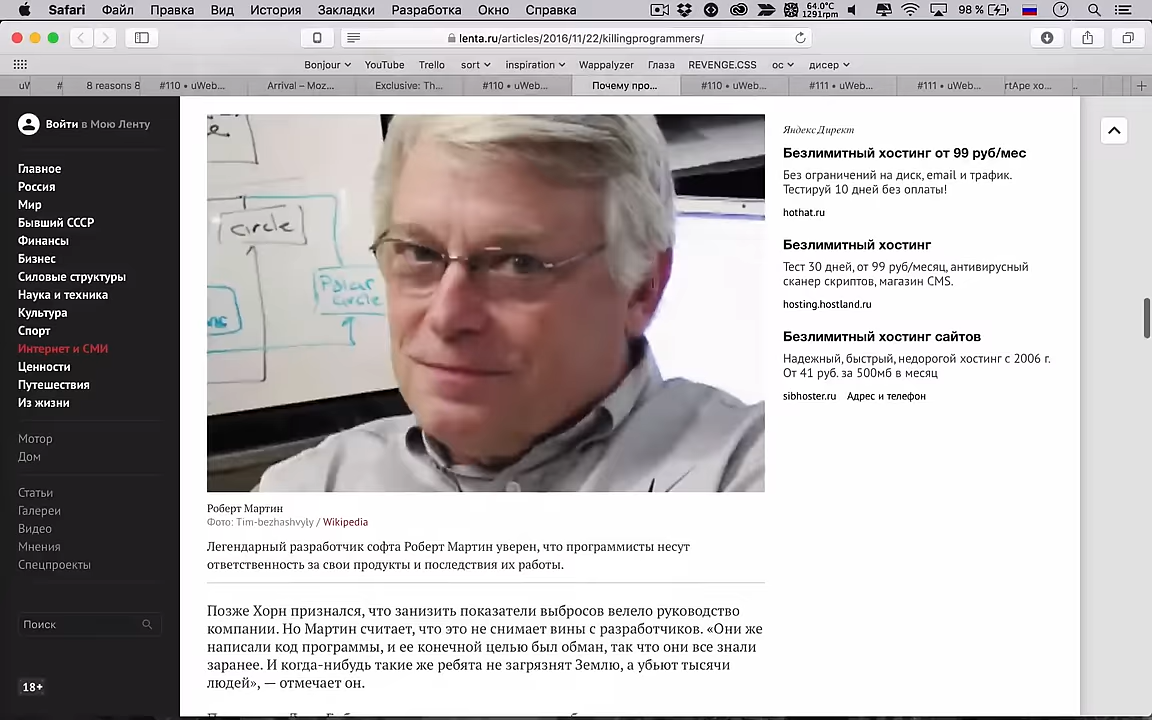 Safari Файл Правка Вид История Закладки Разработка Окно Справка 64.0°C 1291rpm 98 %
lenta.ru/articles/2016/11/22/killingprogrammers/
Bonjour YouTube Trello sort inspiration Wappalyzer Глаза REVENGE.CSS ос дисер
uW # 8 reasons 8 #110 • uWeb... Arrival – Moz... Exclusive: Th... #110 • uWeb... Почему про... #110 • uWeb... #111 • uWeb... #111 • uWeb... rtApe хо...
Войти в Мою Ленту
Главное
Россия
Мир
Бывший СССР
Финансы
Бизнес
Силовые структуры
Наука и техника
Культура
Спорт
Интернет и СМИ
Ценности
Путешествия
Из жизни
Мотор
Дом
Статьи
Галереи
Видео
Мнения
Спецпроекты
Поиск
18+
circle
Polar
circle
Роберт Мартин
Фото: Tim-bezhashvyly / Wikipedia
Легендарный разработчик софта Роберт Мартин уверен, что программисты несут
ответственность за свои продукты и последствия их работы.
Позже Хорн признался, что занизить показатели выбросов велело руководство
компании. Но Мартин считает, что это не снимает вины с разработчиков. «Они же
написали код программы, и ее конечной целью был обман, так что они все знали
заранее. И когда-нибудь такие же ребята не загрязнят Землю, а убьют тысячи
людей», — отмечает он.
Яндекс Директ
Безлимитный хостинг от 99 руб/мес
Без ограничений на диск, email и трафик.
Тестируй 10 дней без оплаты!
hothat.ru
Безлимитный хостинг
Тест 30 дней, от 99 руб/месяц, антивирусный
сканер скриптов, магазин CMS.
hosting.hostland.ru
Безлимитный хостинг сайтов
Надежный, быстрый, недорогой хостинг с 2006 г.
От 41 руб. за 500мб в месяц
sibhoster.ru Адрес и телефон